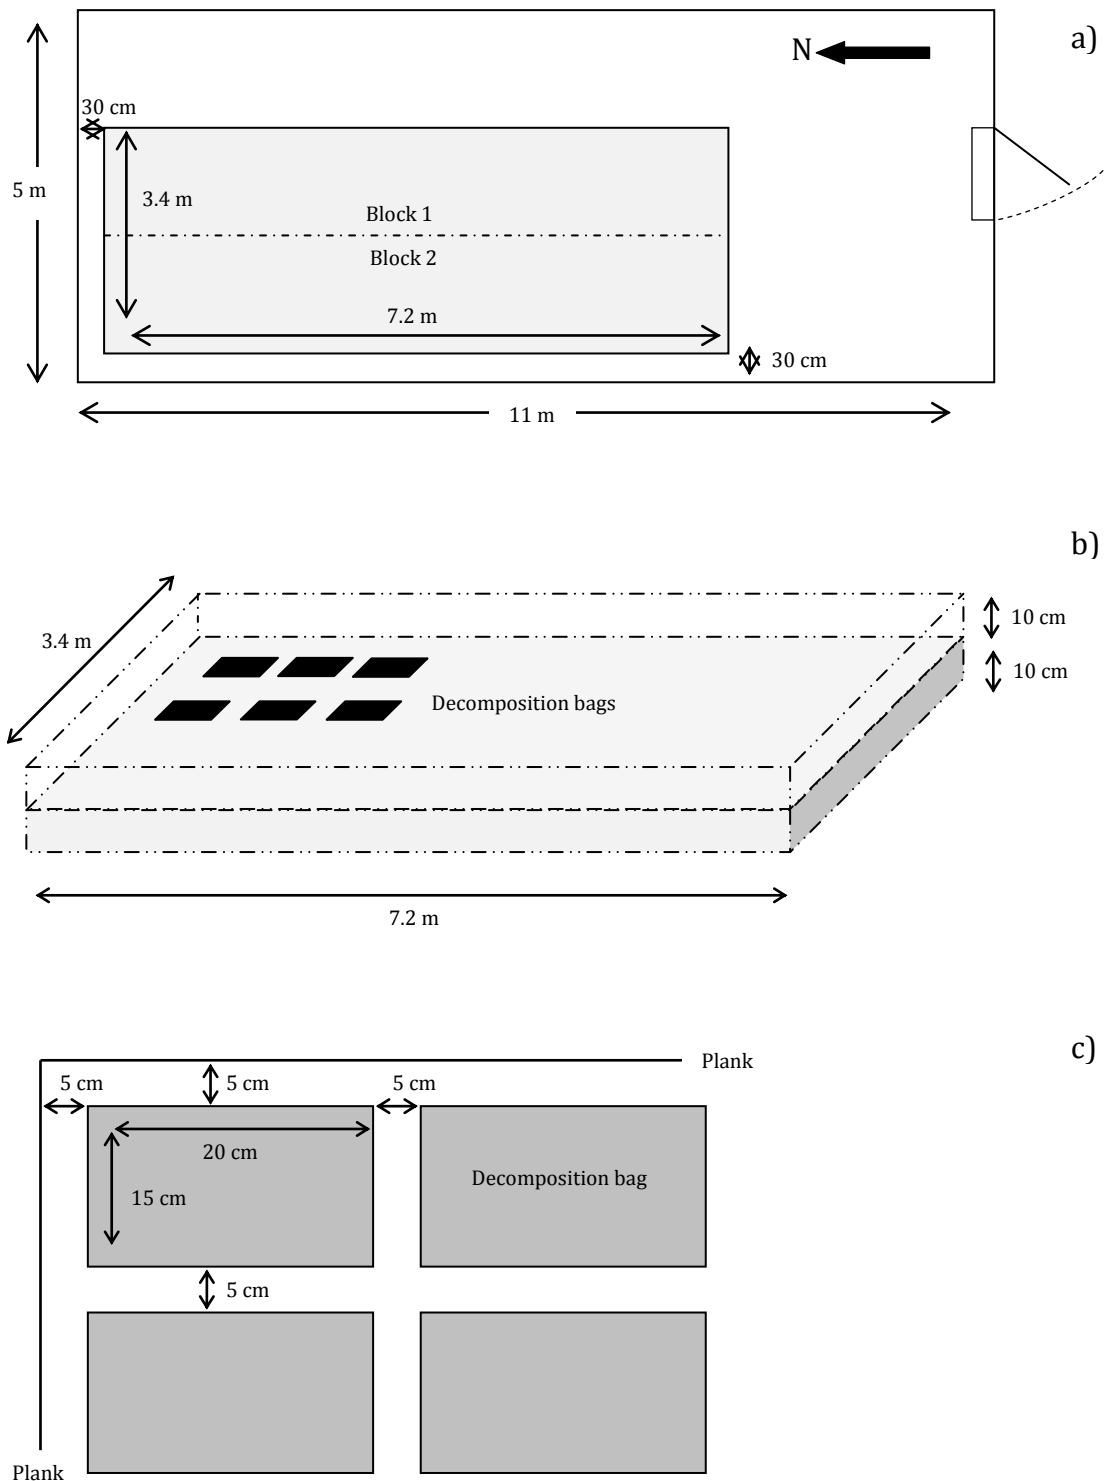 a)
N
30 cm
5 m
3.4 m
Block 1
Block 2
7.2 m
30 cm
11 m
b)
3.4 m
10 cm
10 cm
Decomposition bags
7.2 m
c)
Plank
5 cm
5 cm
5 cm
20 cm
15 cm
Decomposition bag
5 cm
Plank